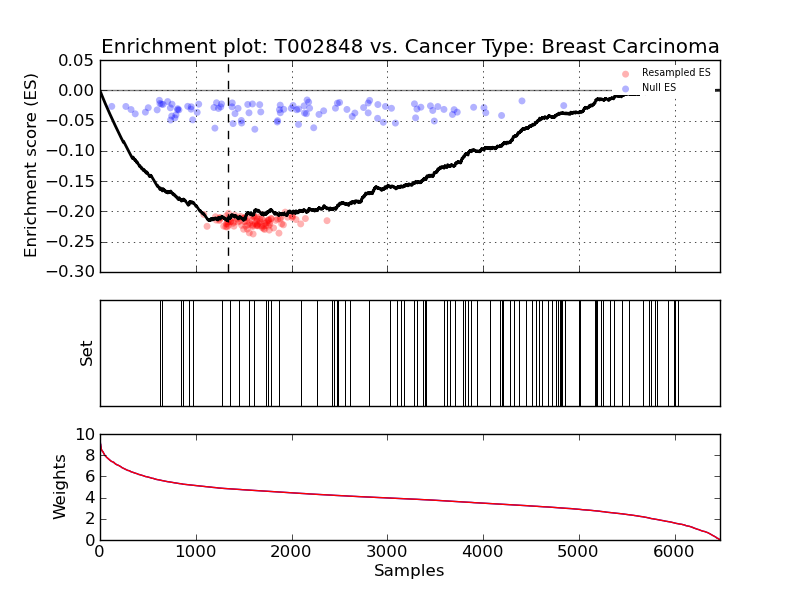 Enrichment plot: T002848 vs. Cancer Type: Breast Carcinoma
0.05
0.00
−0.05
−0.10
−0.15
−0.20
−0.25
−0.30
Enrichment score (ES)
Resampled ES
Null ES
Set
10
8
6
4
2
0
Weights
0 1000 2000 3000 4000 5000 6000
Samples